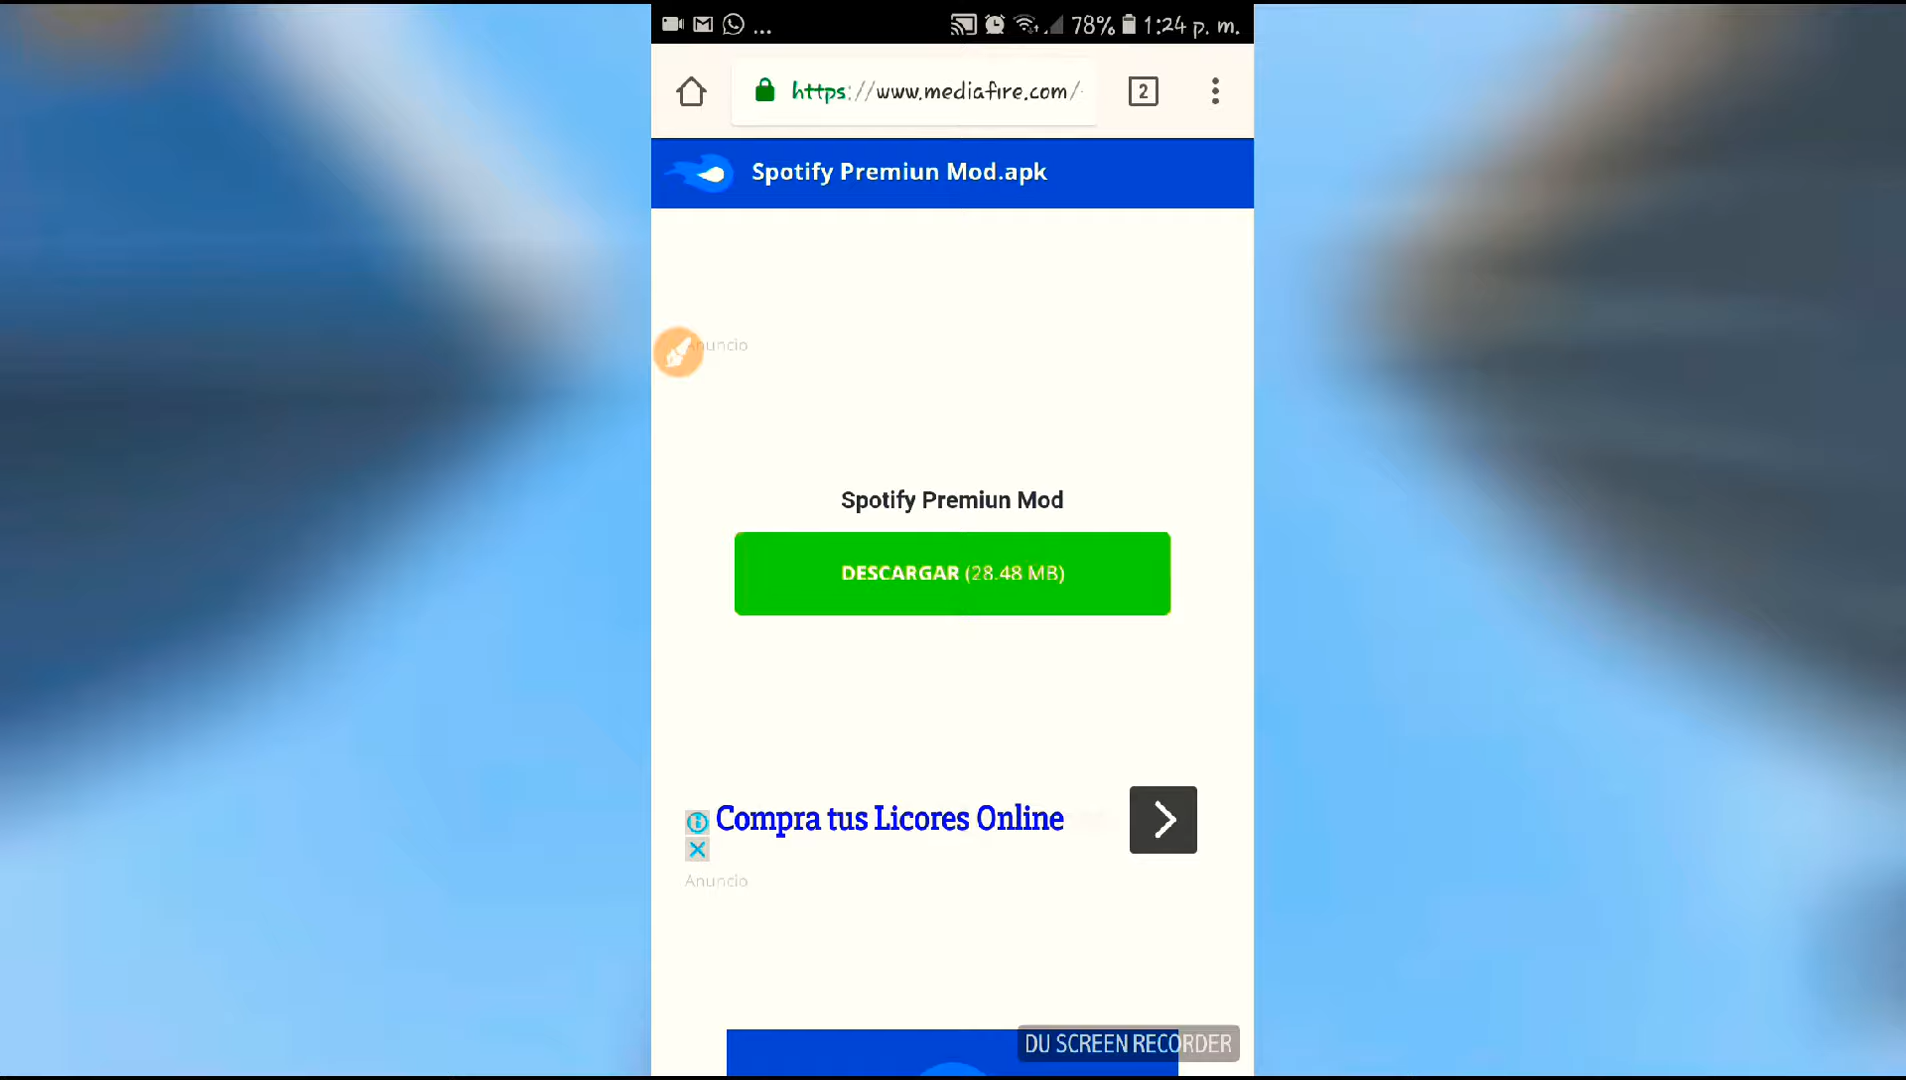 ... 78% 1:24 p. m.
https://www.mediafire.com/
2
Spotify Premiun Mod.apk
Anuncio
Spotify Premiun Mod
DESCARGAR (28.48 MB)
Compra tus Licores Online
Anuncio
DU SCREEN RECORDER